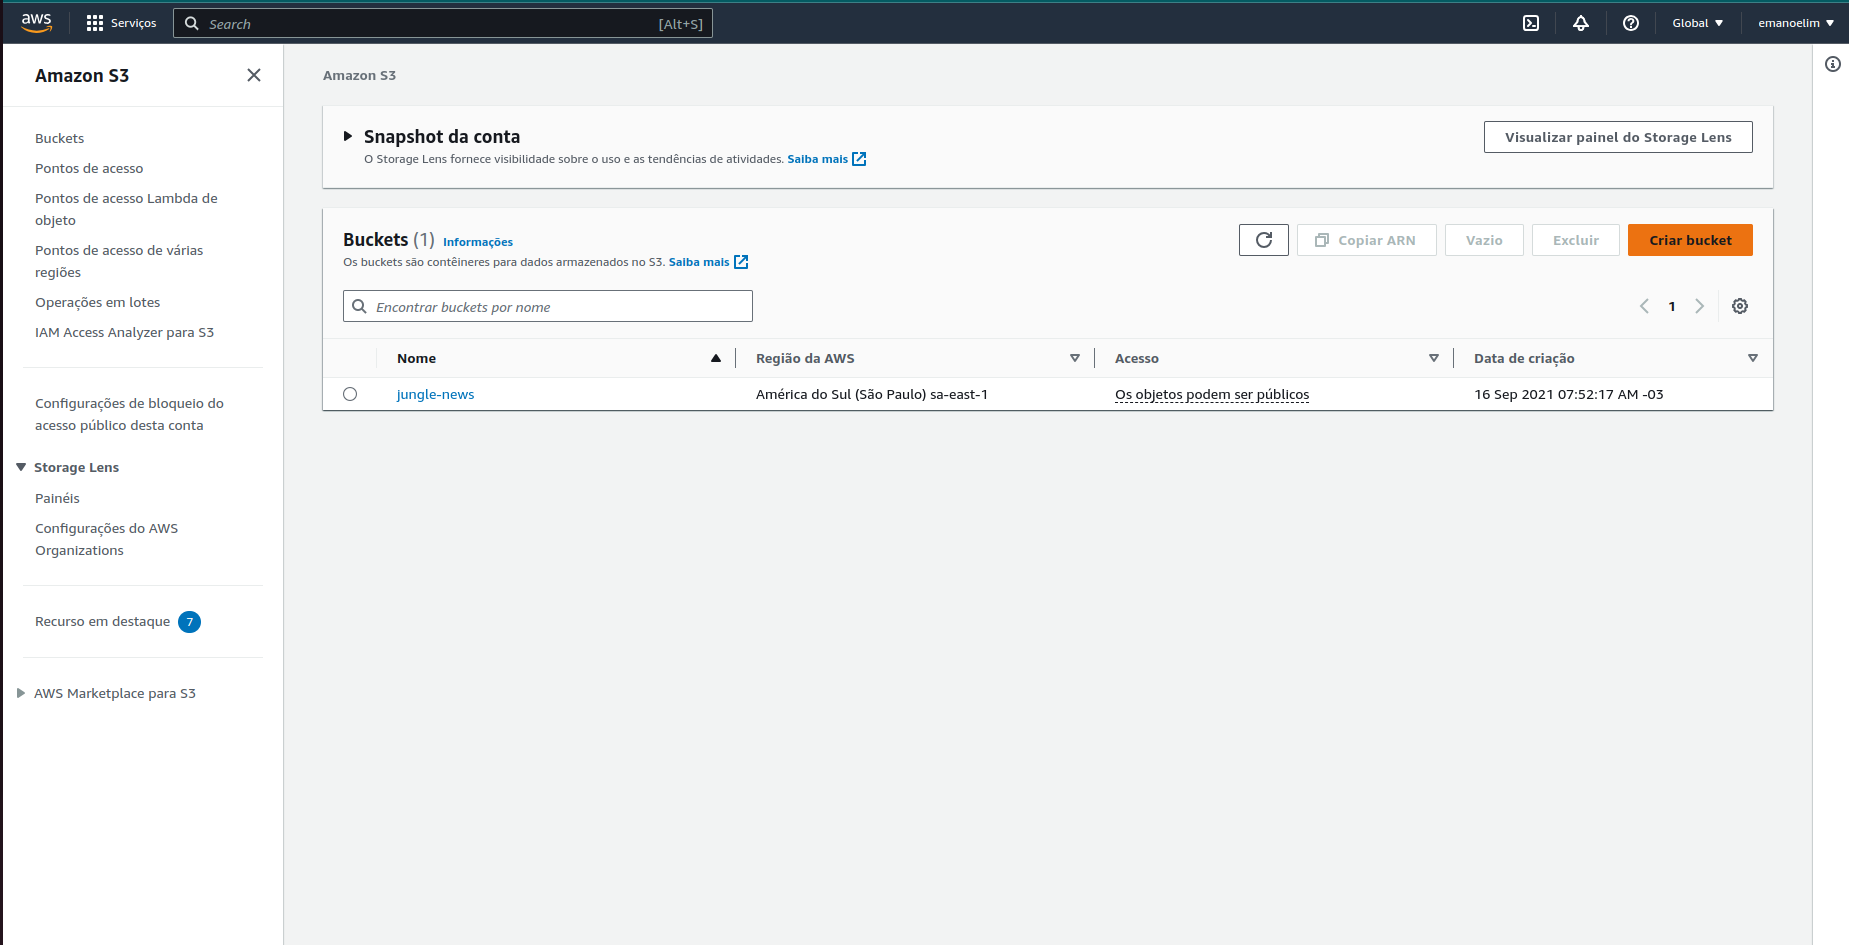 aws
Serviços
Search
[Alt+S]
Global
emanoelim
Amazon S3
Buckets
Pontos de acesso
Pontos de acesso Lambda de
objeto
Pontos de acesso de várias
regiões
Operações em lotes
IAM Access Analyzer para S3
Configurações de bloqueio do
acesso público desta conta
Storage Lens
Painéis
Configurações do AWS
Organizations
Recurso em destaque 7
AWS Marketplace para S3
Amazon S3
Snapshot da conta
O Storage Lens fornece visibilidade sobre o uso e as tendências de atividades. Saiba mais
Visualizar painel do Storage Lens
Buckets (1) Informações
Os buckets são contêineres para dados armazenados no S3. Saiba mais
Copiar ARN
Vazio
Excluir
Criar bucket
Encontrar buckets por nome
1
Nome Região da AWS Acesso Data de criação
jungle-news América do Sul (São Paulo) sa-east-1 Os objetos podem ser públicos 16 Sep 2021 07:52:17 AM -03